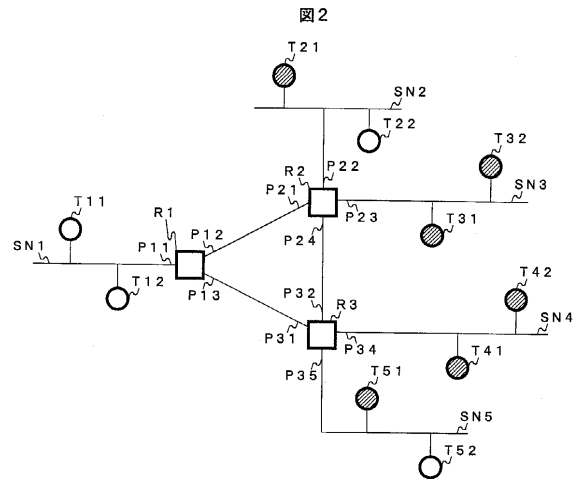 図2
T21
SN2
T22
T32
R2
P22
P21
SN3
T11
R1
P23
T31
P12
P24
SN1
P11
T12
P13
T42
P32
R3
SN4
P31
P34
T41
P35
T51
SN5
T52